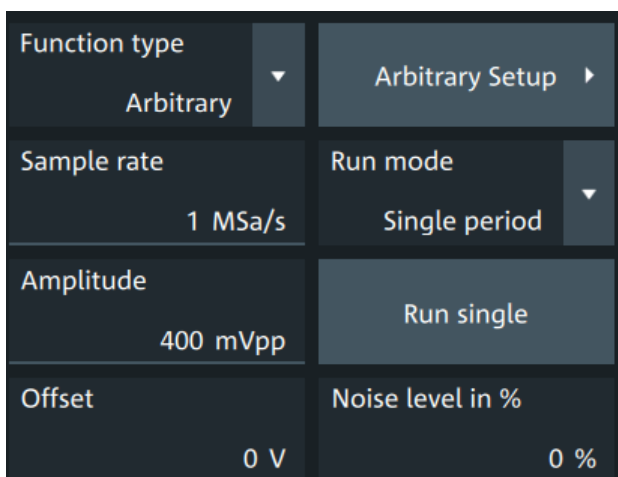 Function type
Arbitrary
Arbitrary Setup
Sample rate
1 MSa/s
Run mode
Single period
Amplitude
400 mVpp
Run single
Offset
0 V
Noise level in %
0 %